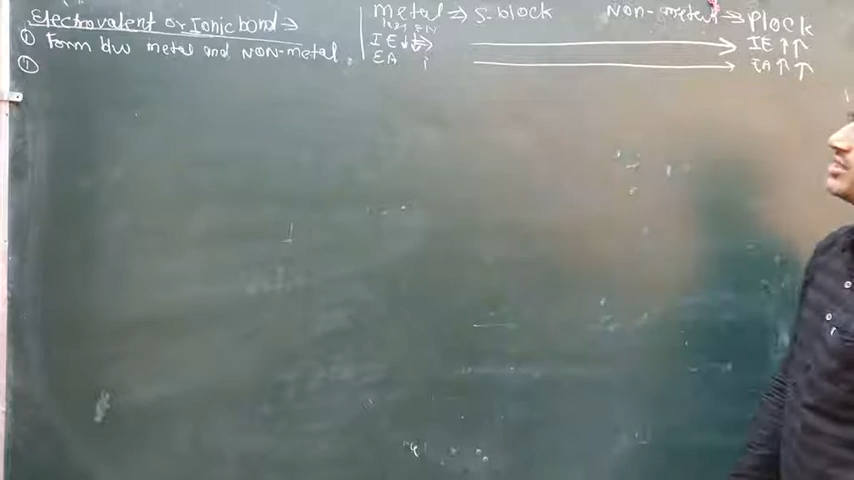 Electrovalent or Ionic bond ⇒
① Form b/w metal and NON-metal.
①
Metal ⇒ S-block
IE ↓↓
EA
NON-metal ⇒ Plock
IE ↑↑
EA ↑↑